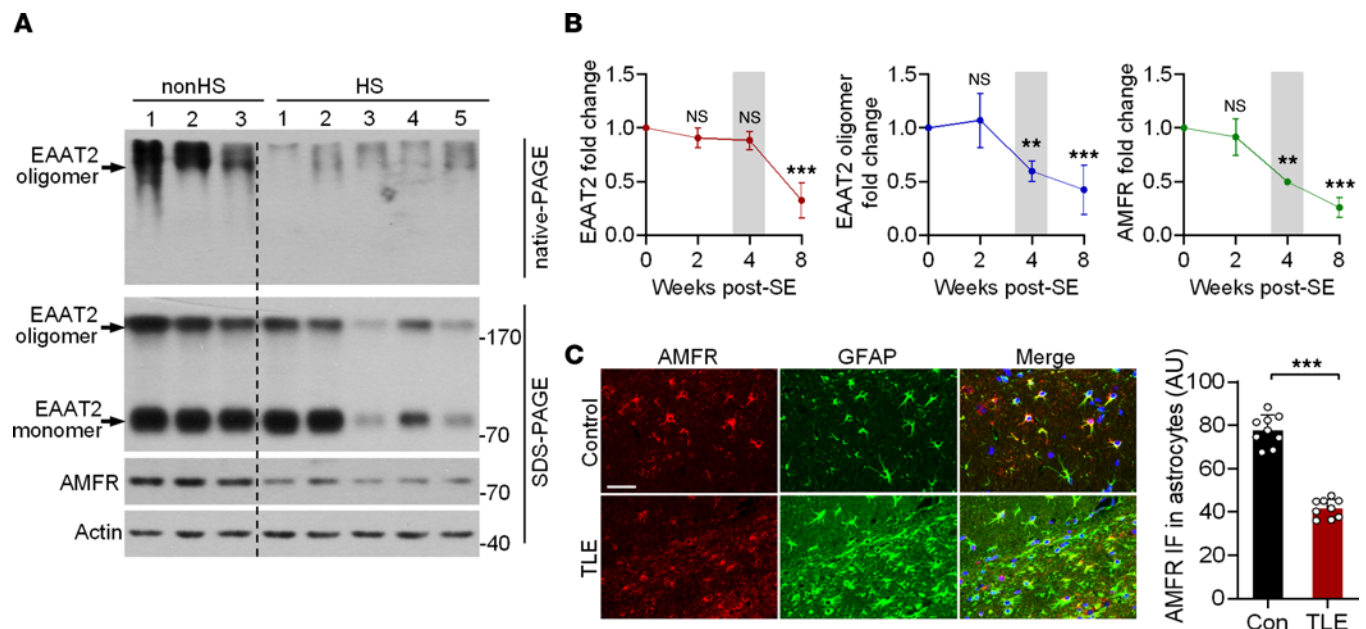 A
nonHS
HS
1 2 3 1 2 3 4 5
EAAT2
oligomer
native-PAGE
EAAT2
oligomer
-170
EAAT2
monomer
-70
SDS-PAGE
AMFR
-70
Actin
-40
B
EAAT2 fold change
1.5
1.0
0.5
0.0
NS
NS
***
0 2 4 8
Weeks post-SE
EAAT2 oligomer
fold change
1.5
1.0
0.5
0.0
NS
**
***
0 2 4 8
Weeks post-SE
AMFR fold change
1.5
1.0
0.5
0.0
NS
**
***
0 2 4 8
Weeks post-SE
C
AMFR GFAP Merge
Control
TLE
AMFR IF in astrocytes (AU)
100
80
60
40
20
0
***
Con TLE